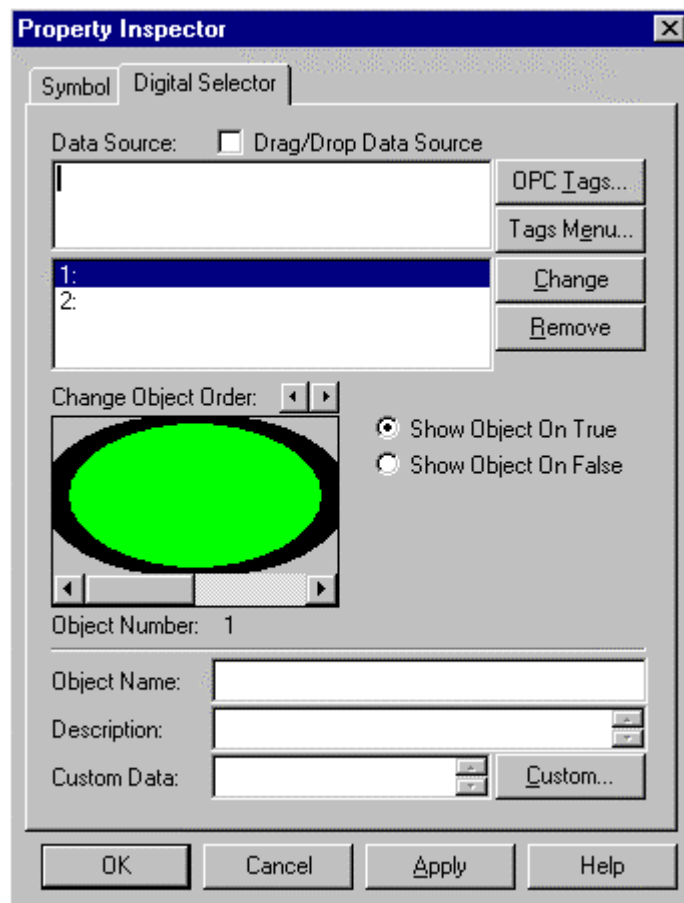 Property Inspector
Symbol Digital Selector
Data Source: Drag/Drop Data Source
OPC Tags...
Tags Menu...
1:
2:
Change
Remove
Change Object Order:
Show Object On True
Show Object On False
Object Number: 1
Object Name:
Description:
Custom Data: Custom...
OK Cancel Apply Help